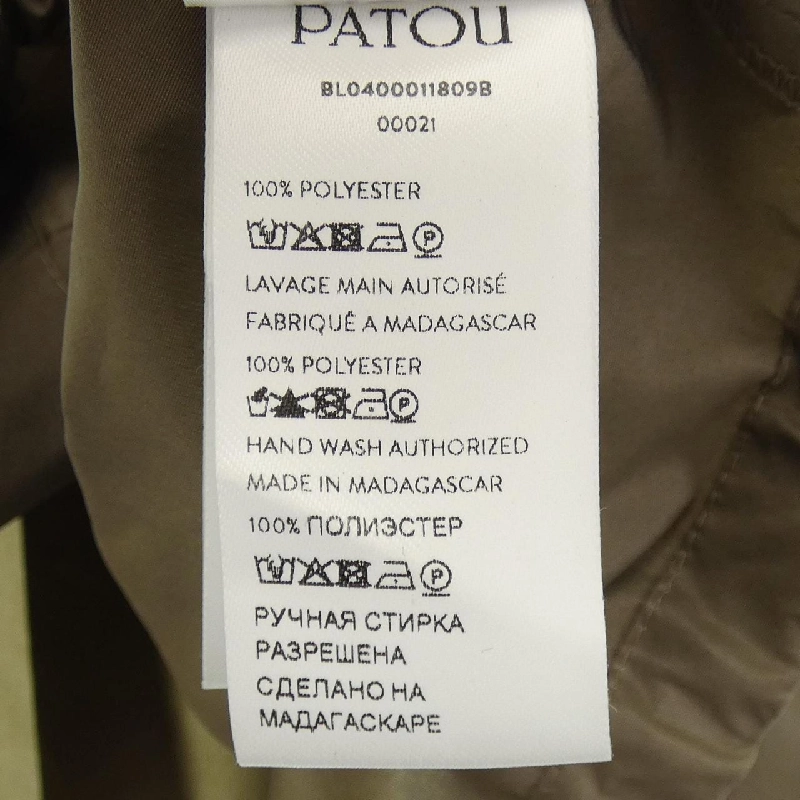 PATOU
BL0400011809B
00021
100% POLYESTER
P
LAVAGE MAIN AUTORISÉ
FABRIQUÉ A MADAGASCAR
100% POLYESTER
P
HAND WASH AUTHORIZED
MADE IN MADAGASCAR
100% ПОЛИЭСТЕР
P
РУЧНАЯ СТИРКА
РАЗРЕШЕНА
СДЕЛАНО НА
МАДАГАСКАРЕ